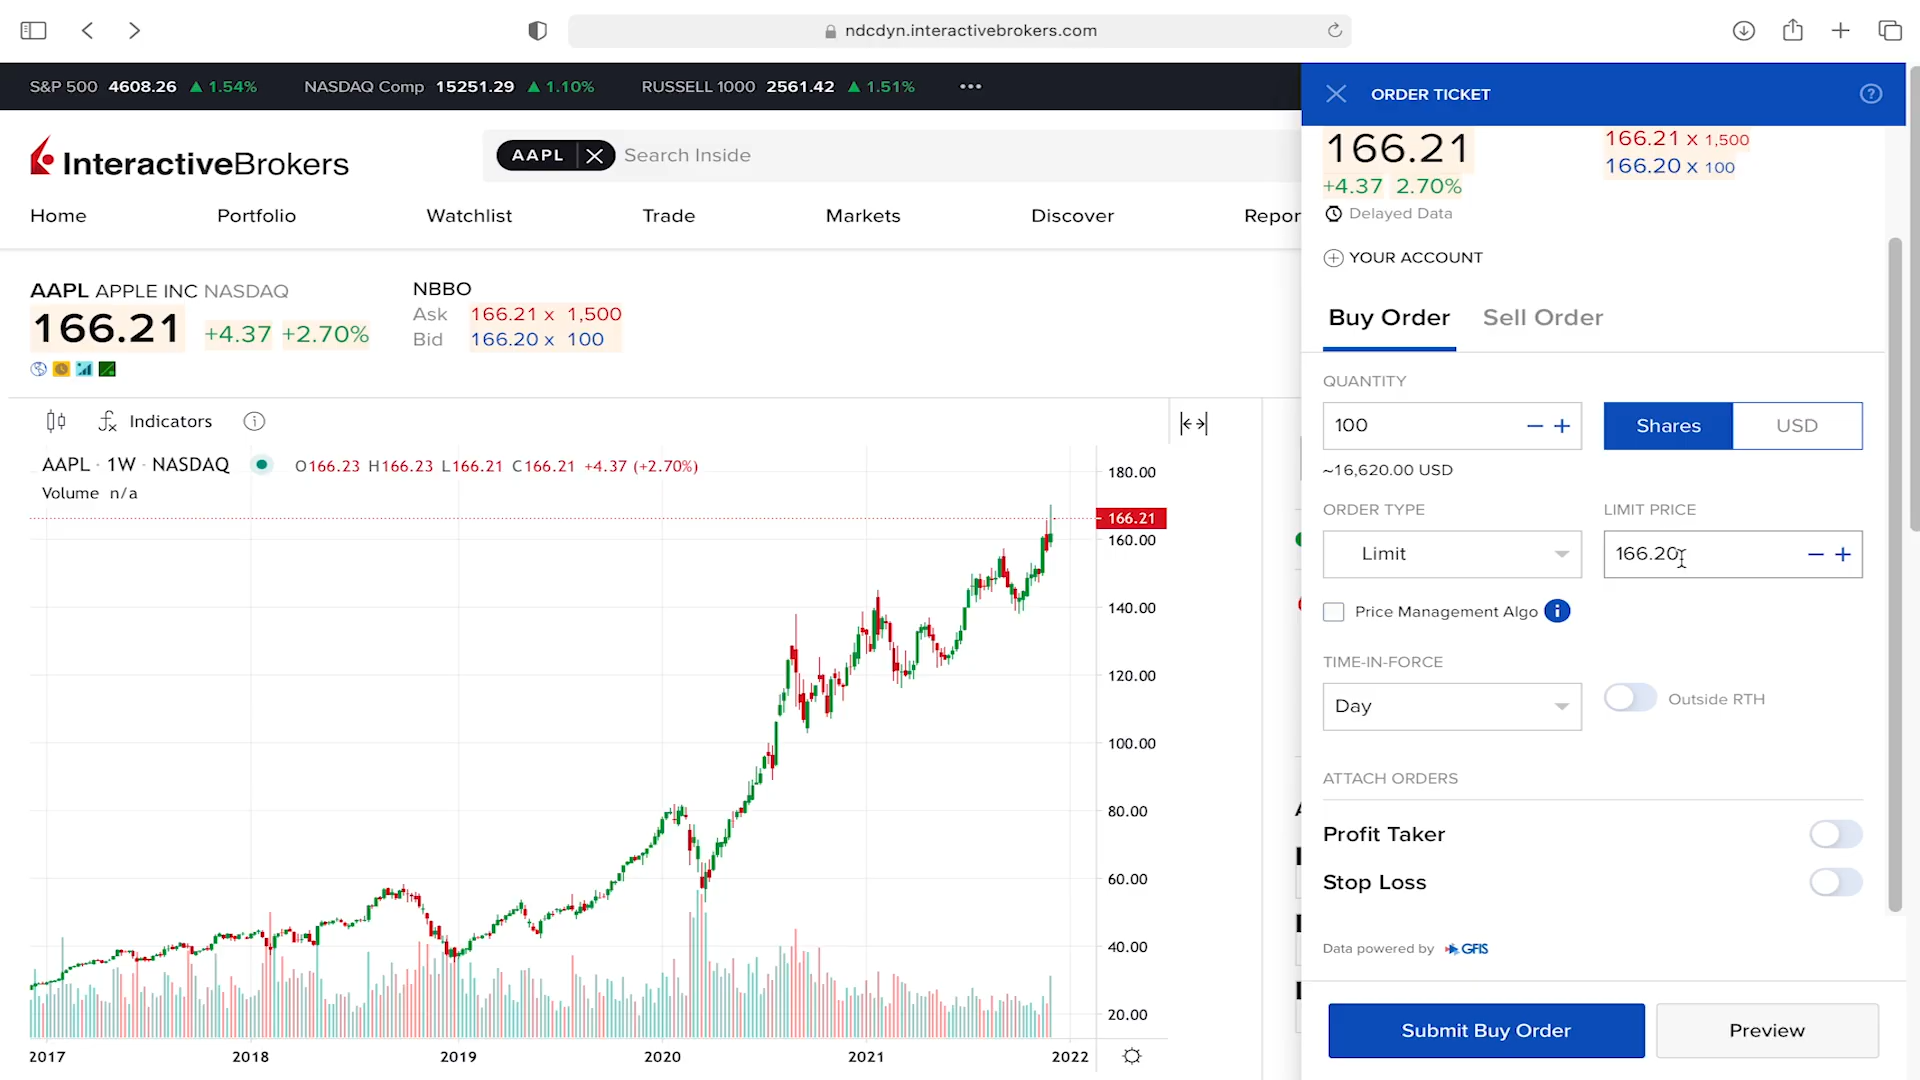 ndcdyn.interactivebrokers.com
S&P 500 4608.26 ▲ 1.54% NASDAQ Comp 15251.29 ▲ 1.10% RUSSELL 1000 2561.42 ▲ 1.51% •••
InteractiveBrokers
AAPL
Search Inside
Home Portfolio Watchlist Trade Markets Discover Repor
AAPL APPLE INC NASDAQ
166.21 +4.37 +2.70%
NBBO
Ask 166.21 x 1,500
Bid 166.20 x 100
Indicators
AAPL · 1W · NASDAQ O166.23 H166.23 L166.21 C166.21 +4.37 (+2.70%)
Volume n/a
180.00
166.21
160.00
140.00
120.00
100.00
80.00
60.00
40.00
20.00
2017 2018 2019 2020 2021 2022
ORDER TICKET
166.21
+4.37 2.70%
Delayed Data
166.21 x 1,500
166.20 x 100
YOUR ACCOUNT
Buy Order Sell Order
QUANTITY
100 − + Shares USD
~16,620.00 USD
ORDER TYPE LIMIT PRICE
Limit 166.20 − +
Price Management Algo i
TIME-IN-FORCE
Day Outside RTH
ATTACH ORDERS
Profit Taker
Stop Loss
Data powered by GFIS
Submit Buy Order Preview